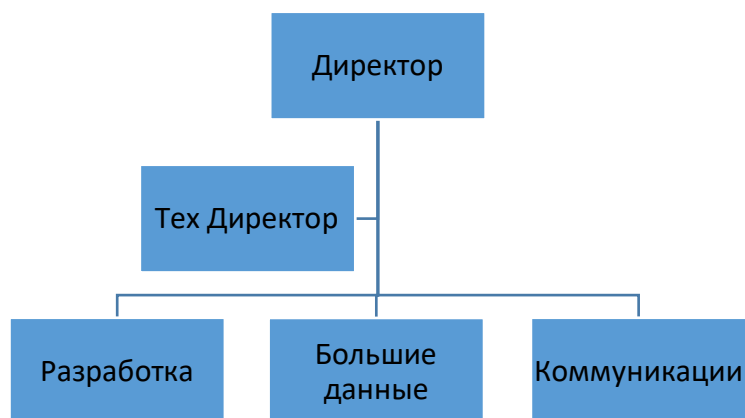 Директор
Тех Директор
Разработка
Большие
данные
Коммуникации